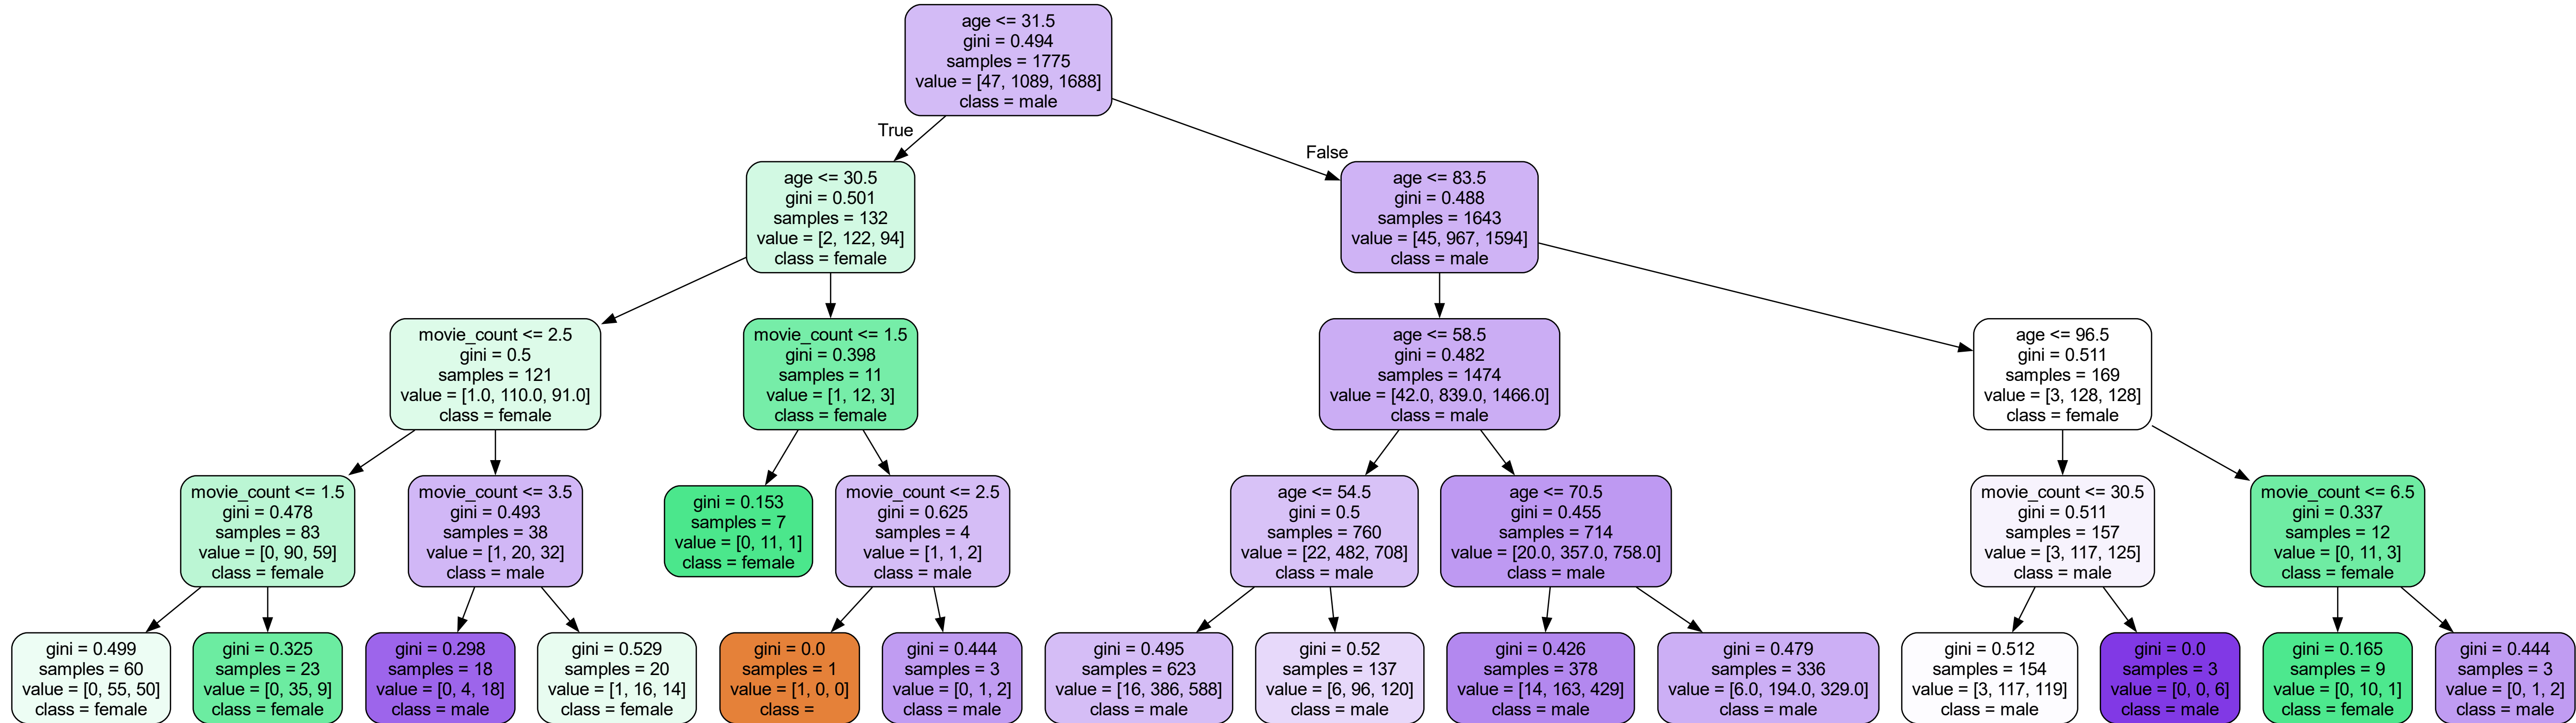 age <= 31.5
gini = 0.494
samples = 1775
value = [47, 1089, 1688]
class = male
True
False
age <= 30.5
gini = 0.501
samples = 132
value = [2, 122, 94]
class = female
age <= 83.5
gini = 0.488
samples = 1643
value = [45, 967, 1594]
class = male
movie_count <= 2.5
gini = 0.5
samples = 121
value = [1.0, 110.0, 91.0]
class = female
movie_count <= 1.5
gini = 0.398
samples = 11
value = [1, 12, 3]
class = female
age <= 58.5
gini = 0.482
samples = 1474
value = [42.0, 839.0, 1466.0]
class = male
age <= 96.5
gini = 0.511
samples = 169
value = [3, 128, 128]
class = female
movie_count <= 1.5
gini = 0.478
samples = 83
value = [0, 90, 59]
class = female
movie_count <= 3.5
gini = 0.493
samples = 38
value = [1, 20, 32]
class = male
gini = 0.153
samples = 7
value = [0, 11, 1]
class = female
movie_count <= 2.5
gini = 0.625
samples = 4
value = [1, 1, 2]
class = male
age <= 54.5
gini = 0.5
samples = 760
value = [22, 482, 708]
class = male
age <= 70.5
gini = 0.455
samples = 714
value = [20.0, 357.0, 758.0]
class = male
movie_count <= 30.5
gini = 0.511
samples = 157
value = [3, 117, 125]
class = male
movie_count <= 6.5
gini = 0.337
samples = 12
value = [0, 11, 3]
class = female
gini = 0.499
samples = 60
value = [0, 55, 50]
class = female
gini = 0.325
samples = 23
value = [0, 35, 9]
class = female
gini = 0.298
samples = 18
value = [0, 4, 18]
class = male
gini = 0.529
samples = 20
value = [1, 16, 14]
class = female
gini = 0.0
samples = 1
value = [1, 0, 0]
class =
gini = 0.444
samples = 3
value = [0, 1, 2]
class = male
gini = 0.495
samples = 623
value = [16, 386, 588]
class = male
gini = 0.52
samples = 137
value = [6, 96, 120]
class = male
gini = 0.426
samples = 378
value = [14, 163, 429]
class = male
gini = 0.479
samples = 336
value = [6.0, 194.0, 329.0]
class = male
gini = 0.512
samples = 154
value = [3, 117, 119]
class = male
gini = 0.0
samples = 3
value = [0, 0, 6]
class = male
gini = 0.165
samples = 9
value = [0, 10, 1]
class = female
gini = 0.444
samples = 3
value = [0, 1, 2]
class = male